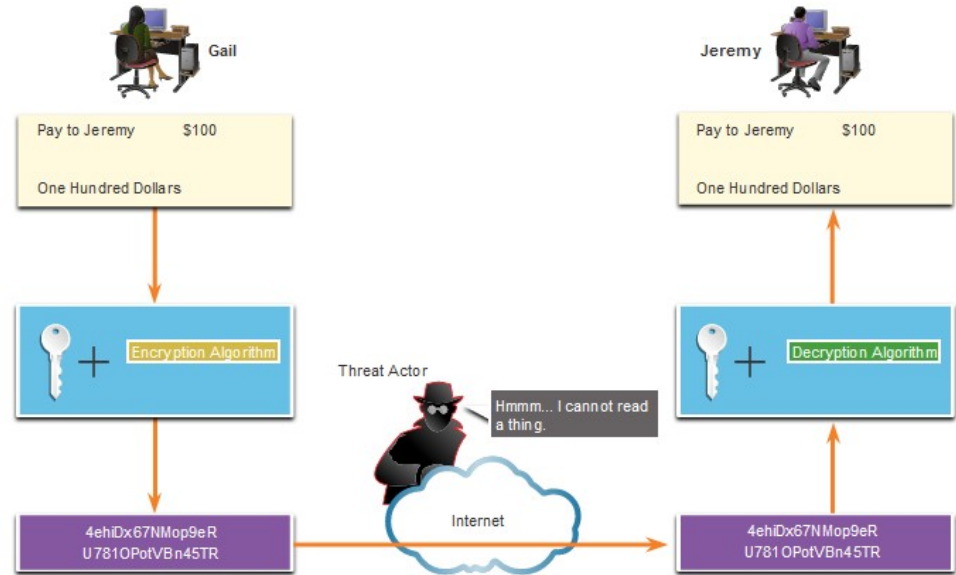 Gail
Jeremy
Pay to Jeremy $100
One Hundred Dollars
Pay to Jeremy $100
One Hundred Dollars
Encryption Algorithm
Decryption Algorithm
Threat Actor
Hmmm... I cannot read
a thing.
Internet
4ehiDx67NMop9eR
U781OPotVBn45TR
4ehiDx67NMop9eR
U781OPotVBn45TR